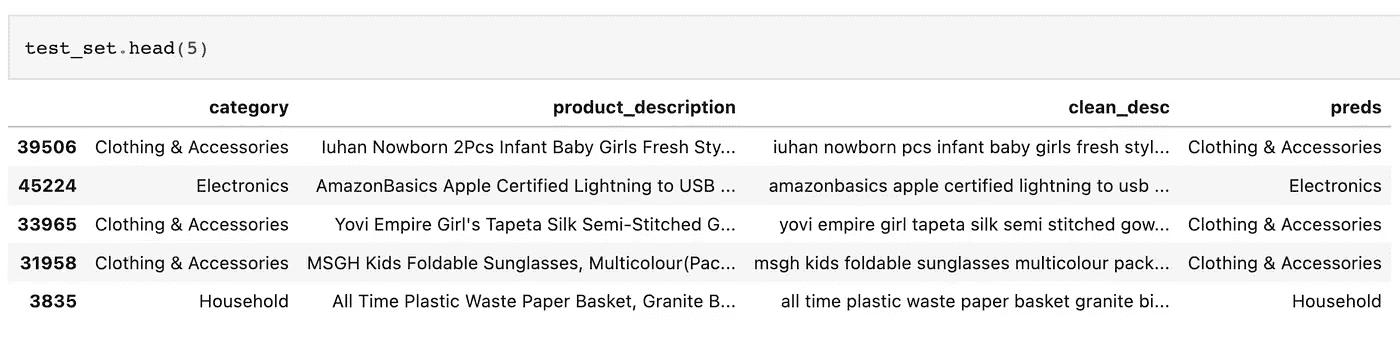 test_set.head(5)
category product_description clean_desc preds
39506 Clothing & Accessories Iuhan Nowborn 2Pcs Infant Baby Girls Fresh Sty... iuhan nowborn pcs infant baby girls fresh styl... Clothing & Accessories
45224 Electronics AmazonBasics Apple Certified Lightning to USB ... amazonbasics apple certified lightning to usb ... Electronics
33965 Clothing & Accessories Yovi Empire Girl's Tapeta Silk Semi-Stitched G... yovi empire girl tapeta silk semi stitched gow... Clothing & Accessories
31958 Clothing & Accessories MSGH Kids Foldable Sunglasses, Multicolour(Pac... msgh kids foldable sunglasses multicolour pack... Clothing & Accessories
3835 Household All Time Plastic Waste Paper Basket, Granite B... all time plastic waste paper basket granite bi... Household